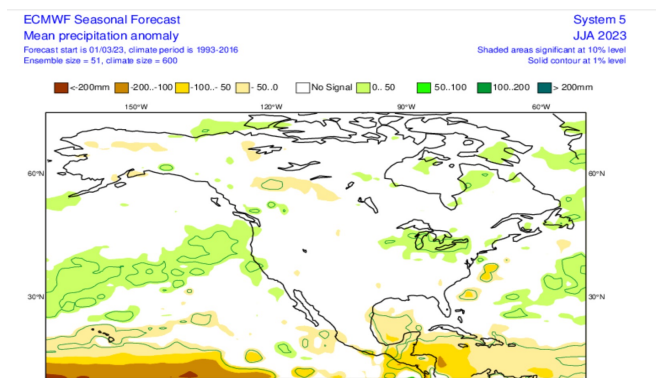 ECMWF Seasonal Forecast System 5
Mean precipitation anomaly JJA 2023
Forecast start is 01/03/23, climate period is 1993-2016 Shaded areas significant at 10% level
Ensemble size = 51, climate size = 600 Solid contour at 1% level
<-200mm -200..-100 -100..- 50 - 50..0 No Signal 0.. 50 50..100 100..200 > 200mm
150°W 120°W 90°W 60°W
60°N 60°N
30°N 30°N